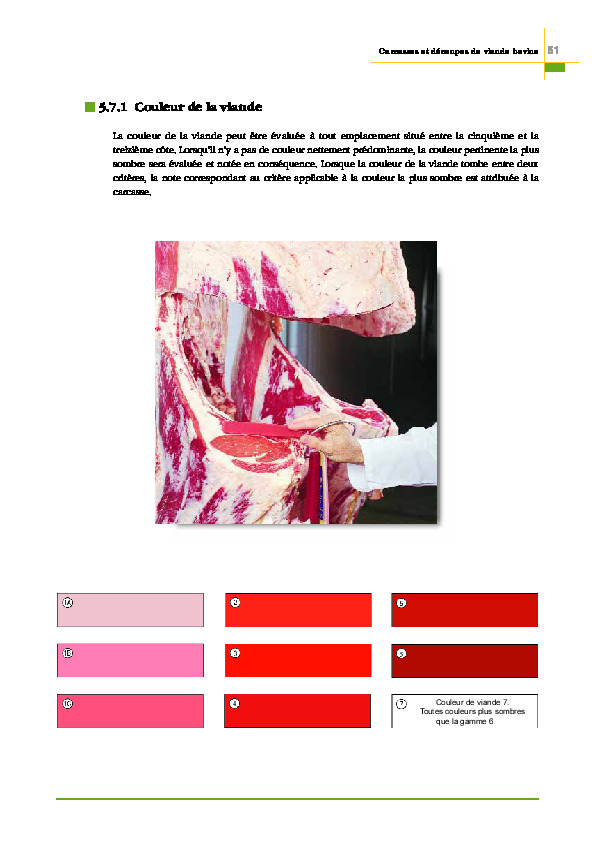 Carcasses et découpes de viande bovine 51
3.7.1 Couleur de la viande
La couleur de la viande peut être évaluée à tout emplacement situé entre la cinquième et la
treizième côte. Lorsqu'il n'y a pas de couleur nettement prédominante, la couleur pertinente la plus
sombre sera évaluée et notée en conséquence. Lorsque la couleur de la viande tombe entre deux
critères, la note correspondant au critère applicable à la couleur la plus sombre est attribuée à la
carcasse.
1A 2
1B 3
1C 4 7
Couleur de viande 7.
Toutes couleurs plus sombres
que la gamme 6